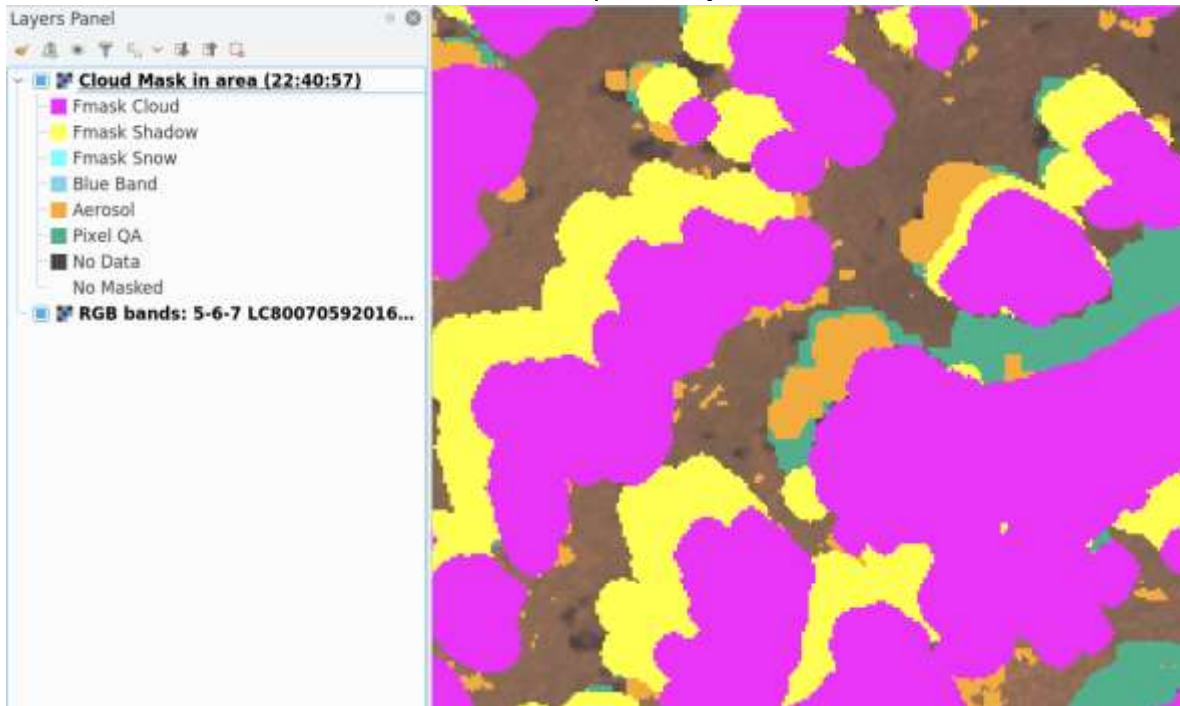 Layers Panel
Cloud Mask in area (22:40:57)
Fmask Cloud
Fmask Shadow
Fmask Snow
Blue Band
Aerosol
Pixel QA
No Data
No Masked
RGB bands: 5-6-7 LC80070592016...